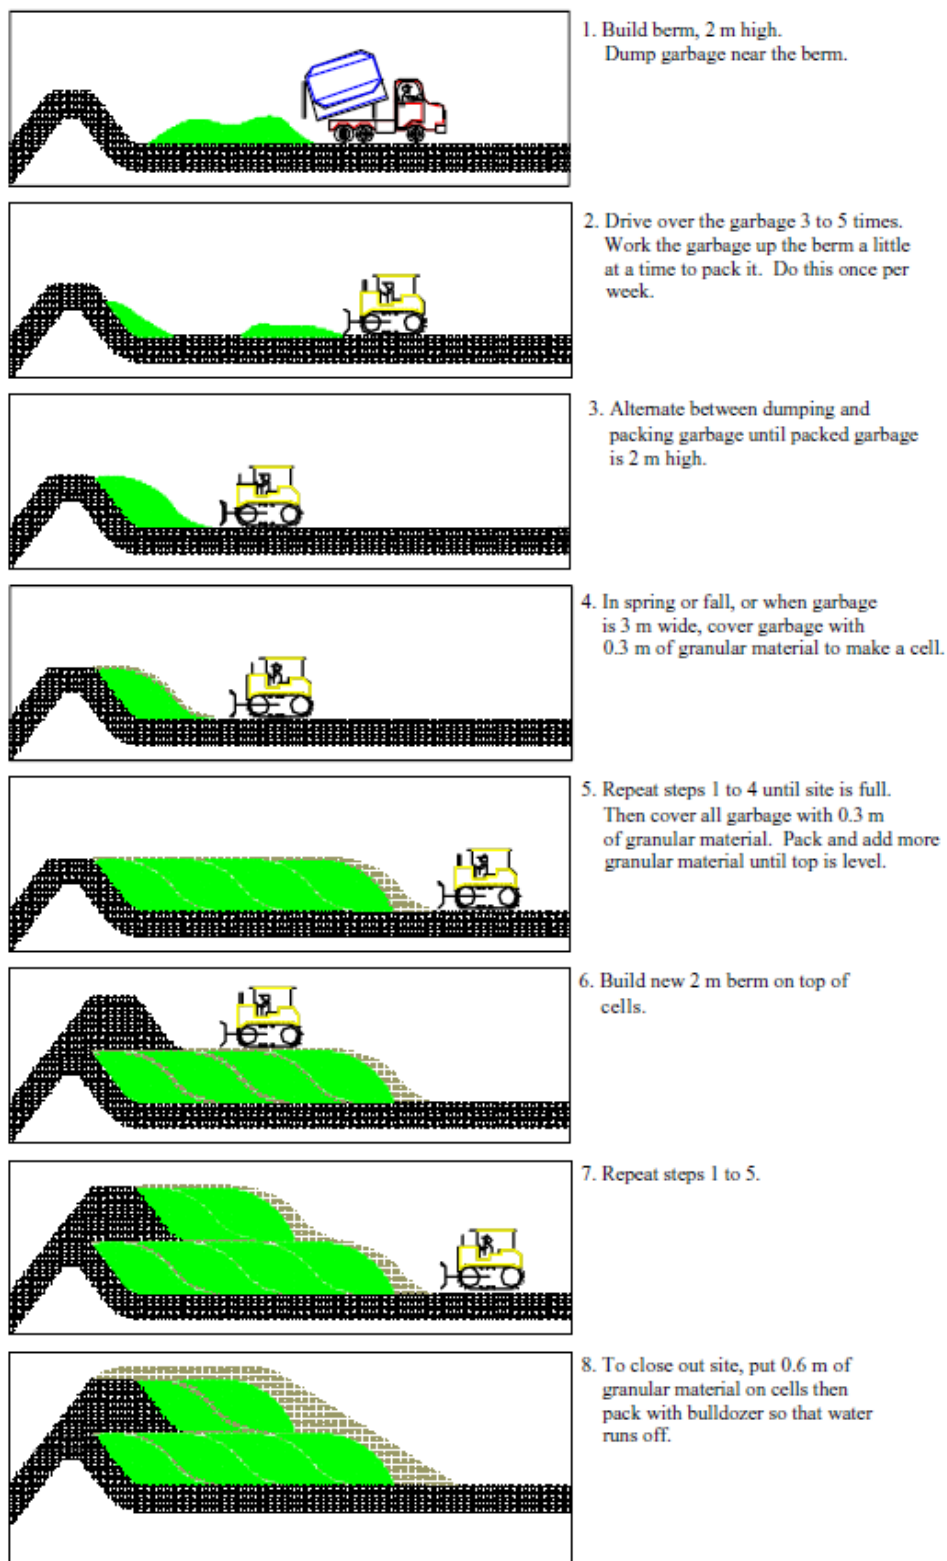 1. Build berm, 2 m high.
Dump garbage near the berm.
2. Drive over the garbage 3 to 5 times.
Work the garbage up the berm a little
at a time to pack it. Do this once per
week.
3. Alternate between dumping and
packing garbage until packed garbage
is 2 m high.
4. In spring or fall, or when garbage
is 3 m wide, cover garbage with
0.3 m of granular material to make a cell.
5. Repeat steps 1 to 4 until site is full.
Then cover all garbage with 0.3 m
of granular material. Pack and add more
granular material until top is level.
6. Build new 2 m berm on top of
cells.
7. Repeat steps 1 to 5.
8. To close out site, put 0.6 m of
granular material on cells then
pack with bulldozer so that water
runs off.